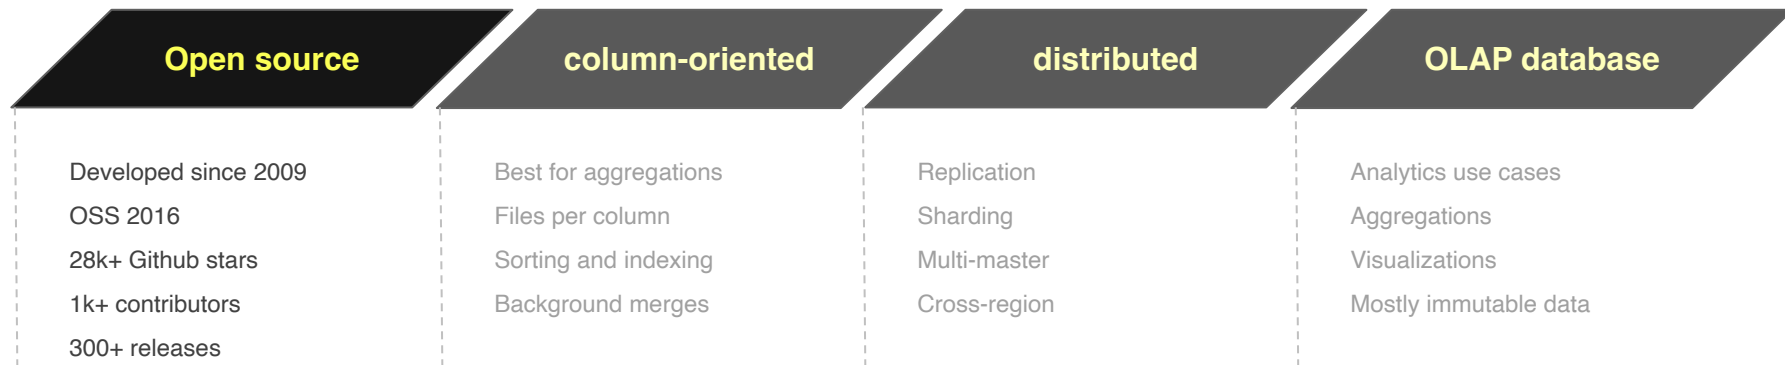 Open source
Developed since 2009
OSS 2016
28k+ Github stars
1k+ contributors
300+ releases
column-oriented
Best for aggregations
Files per column
Sorting and indexing
Background merges
distributed
Replication
Sharding
Multi-master
Cross-region
OLAP database
Analytics use cases
Aggregations
Visualizations
Mostly immutable data